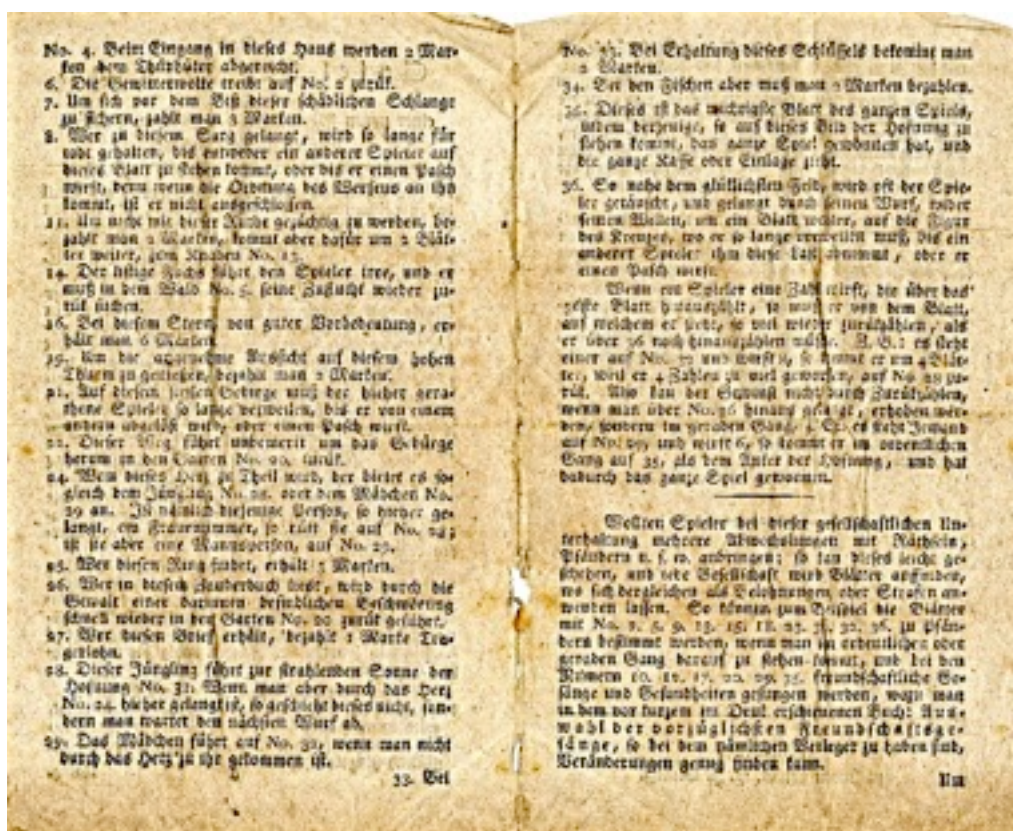 No. 4. Beim Eingang in dieses Haus werden 2 Mar-
ken dem Thürhüter abgereicht.
6. Die Gewitterwolke treibt auf No. 2 zurük.
7. Um sich vor dem Biß dieser schädlichen Schlange
zu sichern, zahlt man 3 Marken.
8. Wer zu diesem Sarg gelangt, wird so lange für
todt gehalten, bis entweder ein anderer Spieler auf
dieses Blatt zu stehen kommt, oder bis er einen Pasch
wirft, denn wenn die Ordnung des Werfens an ihn
kommt, ist er nicht ausgeschlossen.
11. Um nicht mit dieser Ruthe gezüchtig zu werden, be-
zahlt man 2 Marken, kommt aber dafür um 2 Blät-
ter weiter, zum Knaben No. 13.
14. Der listige Fuchs führt den Spieler irre, und er
muß in dem Wald No. 5. seine Zuflucht wieder zu-
rük suchen.
16. Bei diesem Stern, von guter Vorbedeutung, er-
hält man 6 Marken.
19. Um die angenehme Aussicht auf diesem hohen
Thurm zu genießen, bezahlt man 2 Marken.
21. Auf diesem Gebirge muß der hieher gera-
thene Spieler so lange verweilen, bis er von einem
andern abgelößt wird, oder einen Pasch wirft.
22. Dieser Weg führt unbemerkt um das Gebürge
herum in den Garten No. 20. zurük.
24. Wem dieses Herz zu Theil wird, der bietet es so-
gleich dem Jüngling No. 28. oder dem Mädchen No.
29 an. Ist nämlich diejenige Person, so hieher ge-
langt, ein Frauenzimmer, so rükt sie auf No. 28;
ist sie aber eine Mannsperson, auf No. 29.
25. Wer diesen Ring findet, erhält 3 Marken.
26. Wer in diesem Zauberbuch liest, wird durch die
Gewalt einer darinnen befindlichen Beschwörung
schnell wieder in den Garten No. 20 zurük geführt.
27. Wer diesen Brief erhält, bezahlt 2 Marke Tra-
gerlohn.
28. Dieser Jüngling führt zur strahlenden Sonne der
Hofnung No. 31. Wenn man aber durch das Herz
No. 24. hieher gelangt ist, so geschieht dieses nicht, son-
dern man wartet den nächsten Wurf ab.
29. Das Mädchen führt auf No. 32, wenn man nicht
durch das Herz zu ihr gekommen ist.
33. Bei
No. 33. Bei Erhaltung dieses Schlüssels bekomint man
2 Marken.
34. Bei den Fischen aber muß man 2 Marken bezahlen.
35. Dieses ist das wichtigste Blatt des ganzen Spiels,
indem derjenige, so auf dieses Bild der Hofnung zu
stehen kommt, das ganze Spiel gewonnen hat, und
die ganze Kasse oder Einlage zieht.
36. So nahe dem glüklichsten Feld, wird oft der Spie-
ler getäuscht, und gelangt durch seinen Wurf, wider
seinen Willen, um ein Blatt weiter, auf die Figur
des Kreuzes, wo er so lange verweilen muß, bis ein
anderer Spieler ihm diese Last abnimmt, oder er
einen Pasch wirft.
Wenn ein Spieler eine Zahl wirft, die über das
36ste Blatt hinauszählt, so muß er von dem Blatt,
auf welchem er steht, so viel wieder zurükzählen, als
er über 36 noch hinauszählen müßte. Z. B.: es steht
einer auf No. 32 und wirft 8, so kommt er um 4 Blät-
ter, weil er 4 Zahlen zu viel geworfen, auf No. 28 zu-
rük. Also kan der Gewinst nicht durch Zurükzählen,
wenn man über No. 36 hinaus gelangt, erhoben wer-
den, sondern im geraden Gang, z. B. es steht Jemand
auf No. 29, und wirft 6, so kommt er im ordentlichen
Gang auf 35, als dem Anker der Hofnung, und hat
dadurch das ganze Spiel gewonnen.
Wollten Spieler bei dieser gesellschaftlichen Un-
terhaltung mehrere Abwechslungen mit Räthseln,
Pfändern u. s. w. anbringen; so kan dieses leicht ge-
schehen, und jede Gesellschaft wird Blätter auffinden,
wo sich dergleichen als Belohnungen oder Strafen an-
wenden lassen. So können zum Beispiel die Blätter
mit No. 2. 5. 9. 13. 15. 18. 23. 31. 32. 36. zu Pfän-
dern bestimmt werden, wenn man im ordentlichen oder
geraden Gang darauf zu stehen kommt, und bei den
Numern 10. 12. 17. 20. 29. 35. freundschaftliche Ge-
sänge und Gesundheiten gesungen werden, wozu man
in dem vor kurzem im Druk erschienenen Buch: Aus-
wahl der vorzüglichsten Freundschaftsge-
sänge, so bei dem nämlichen Verleger zu haben sind,
Veränderungen genug finden kann.
Um